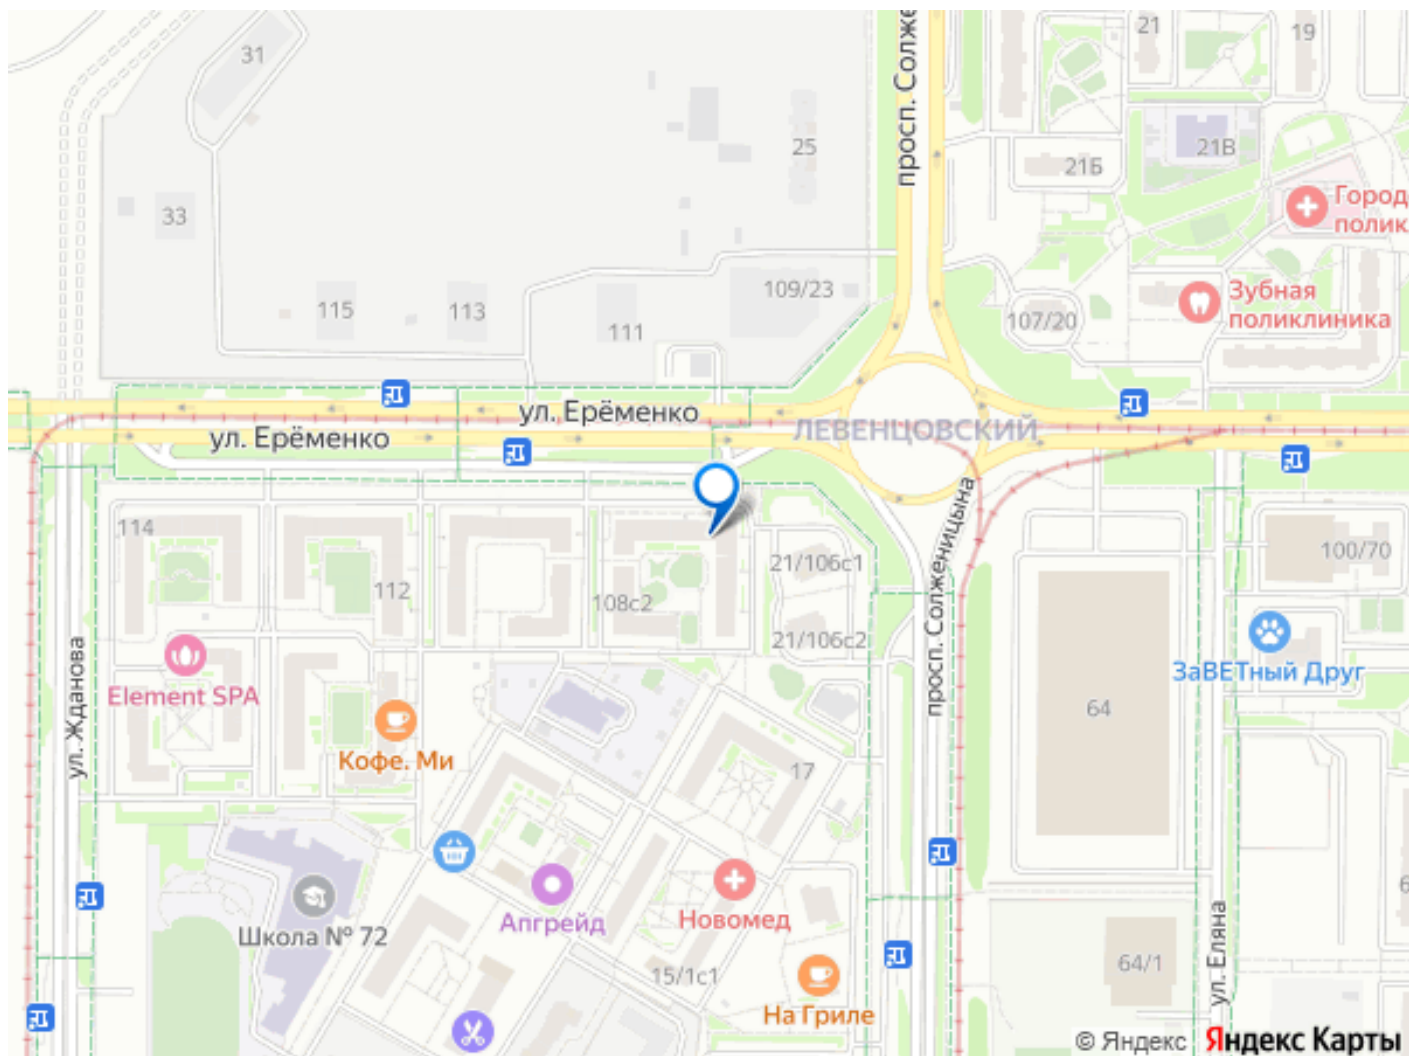 31
просп. Солже
21
19
25
21В
21Б
33
Город
полик
109/23
Зубная
поликлиника
115
113
111
107/20
ул. Ерёменко
ул. Ерёменко
ЛЕВЕНЦОВСКИЙ
просп. Солженицына
114
112
108с2
21/106с1
21/106с2
100/70
ул. Жданова
Element SPA
Кофе. Ми
ЗаВЕТный Друг
64
17
Апгрейд
Новомед
Школа № 72
15/1с1
На Гриле
64/1
ул. Еляна
6
© Яндекс Яндекс Карты